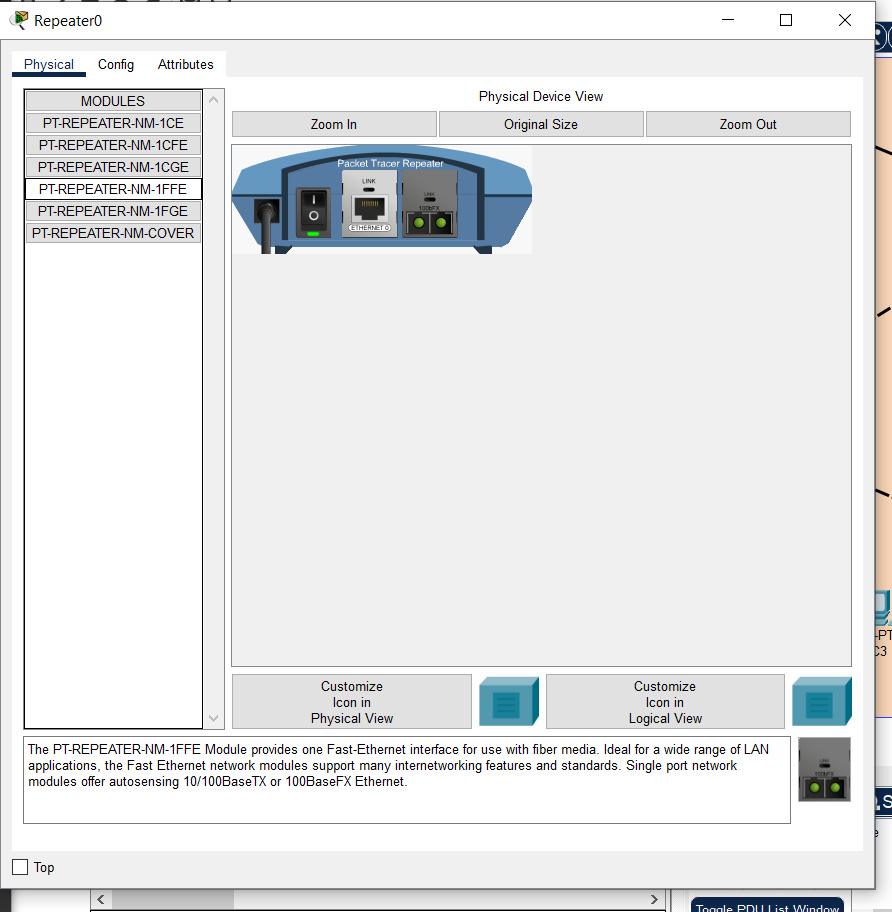 Repeater0
Physical
Config
Attributes
MODULES
PT-REPEATER-NM-1CE
PT-REPEATER-NM-1CFE
PT-REPEATER-NM-1CGE
PT-REPEATER-NM-1FFE
PT-REPEATER-NM-1FGE
PT-REPEATER-NM-COVER
Physical Device View
Zoom In
Original Size
Zoom Out
Packet Tracer Repeater
LINK
LINK
100bFX
ETHERNET 0
Customize
Icon in
Physical View
Customize
Icon in
Logical View
The PT-REPEATER-NM-1FFE Module provides one Fast-Ethernet interface for use with fiber media. Ideal for a wide range of LAN
applications, the Fast Ethernet network modules support many internetworking features and standards. Single port network
modules offer autosensing 10/100BaseTX or 100BaseFX Ethernet.
LINK
100bFX
Top
-PT
C3
Toggle PDU List Window